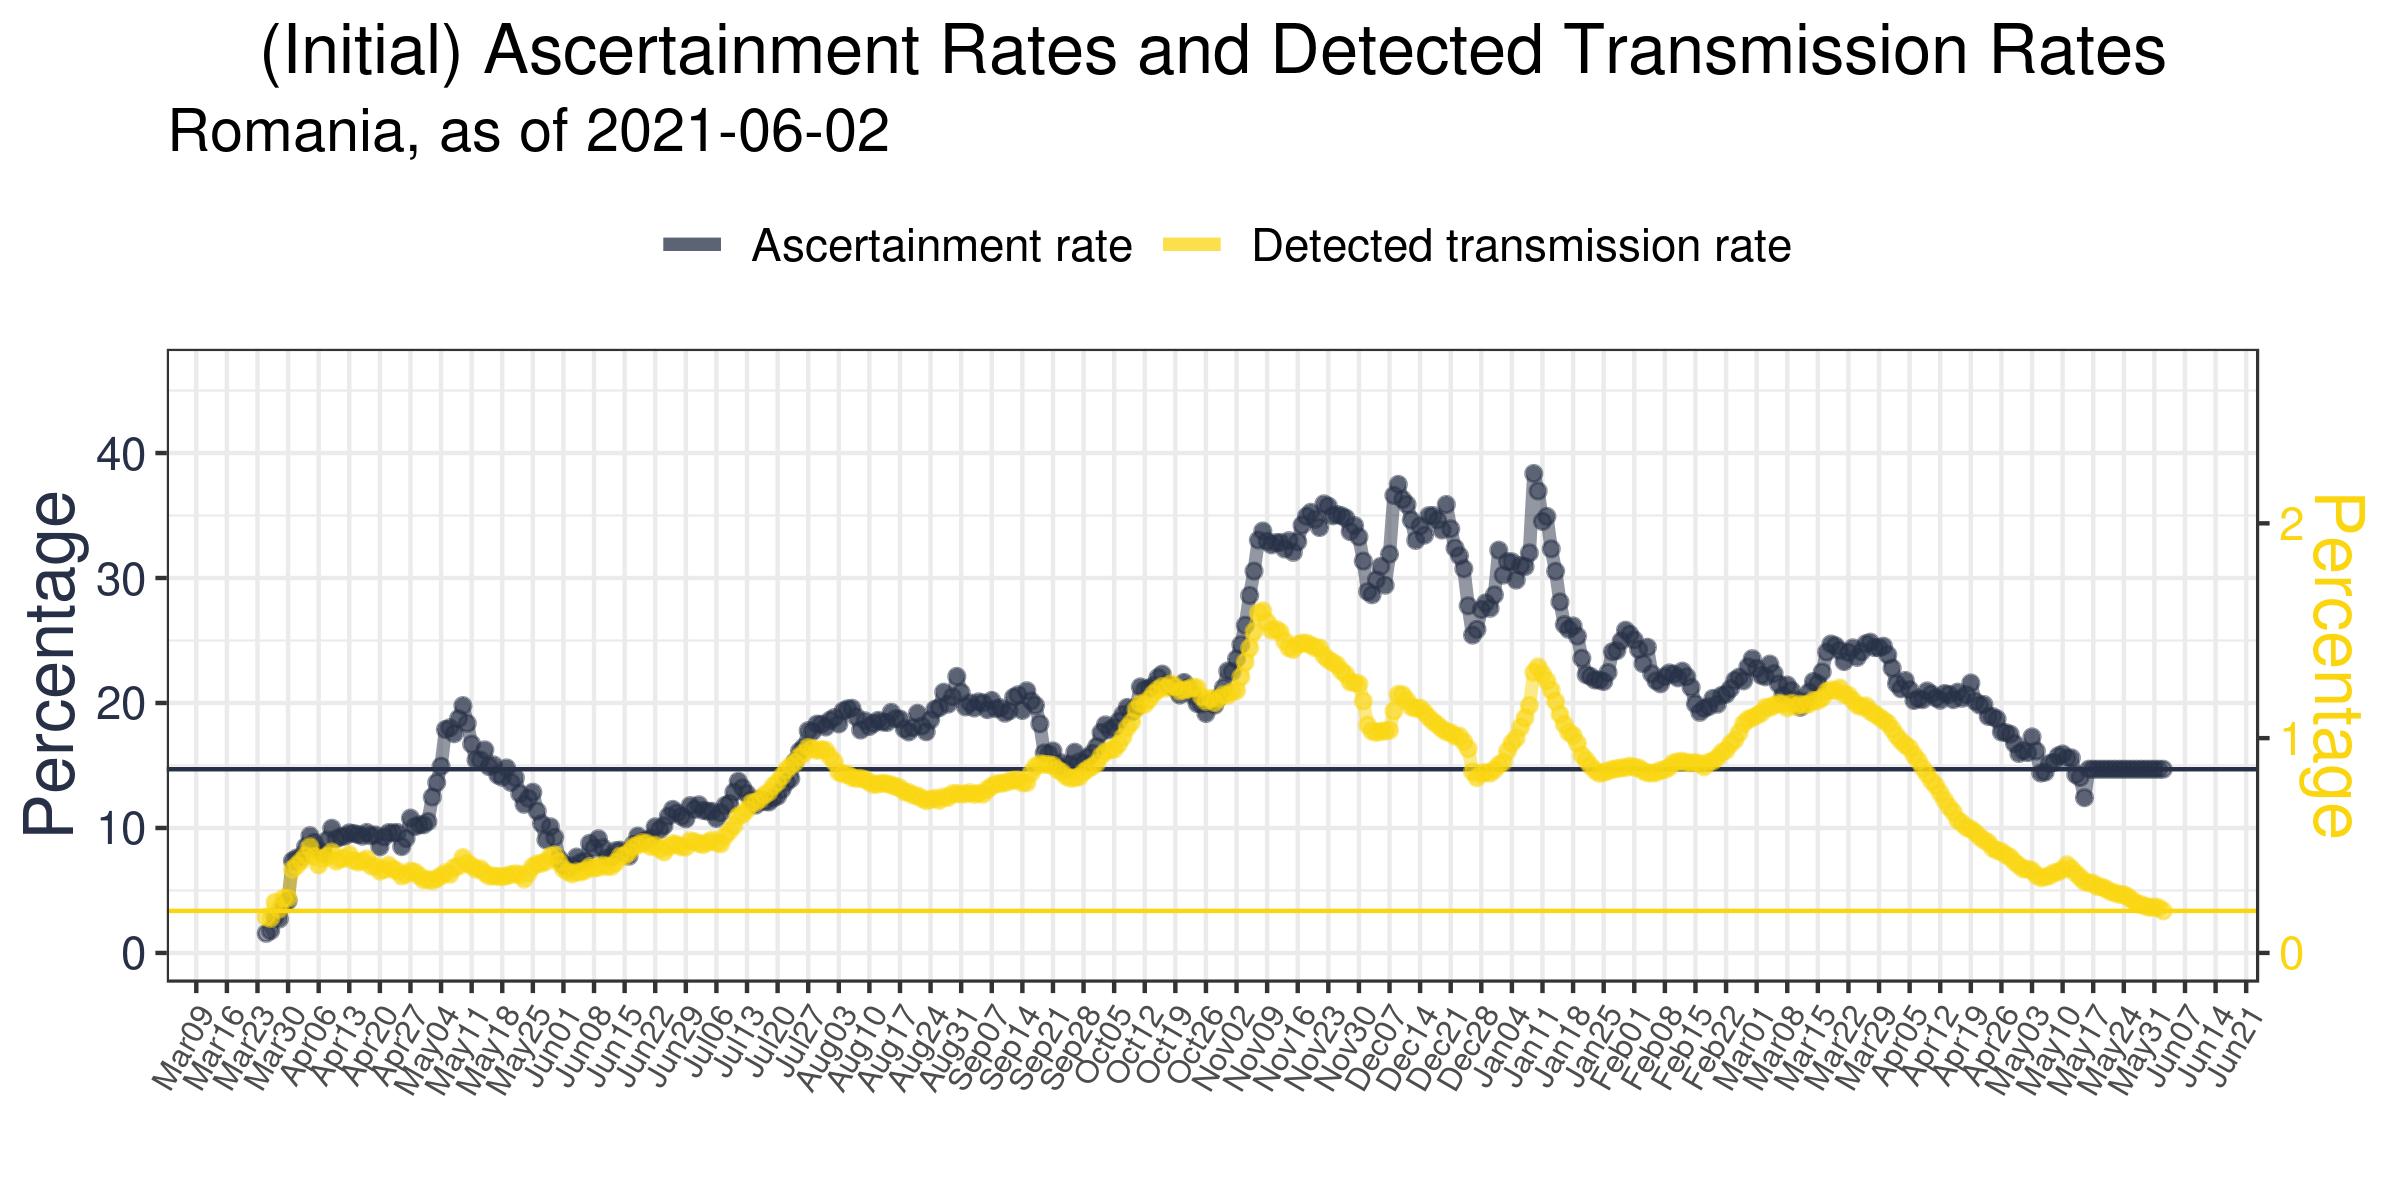 (Initial) Ascertainment Rates and Detected Transmission Rates
Romania, as of 2021-06-02
Ascertainment rate
Detected transmission rate
Percentage
40
30
20
10
0
2
1
0
Percentage
Mar09
Mar16
Mar23
Mar30
Apr06
Apr13
Apr20
Apr27
May04
May11
May18
May25
Jun01
Jun08
Jun15
Jun22
Jun29
Jul06
Jul13
Jul20
Jul27
Aug03
Aug10
Aug17
Aug24
Aug31
Sep07
Sep14
Sep21
Sep28
Oct05
Oct12
Oct19
Oct26
Nov02
Nov09
Nov16
Nov23
Nov30
Dec07
Dec14
Dec21
Dec28
Jan04
Jan11
Jan18
Jan25
Feb01
Feb08
Feb15
Feb22
Mar01
Mar08
Mar15
Mar22
Mar29
Apr05
Apr12
Apr19
Apr26
May03
May10
May17
May24
May31
Jun07
Jun14
Jun21